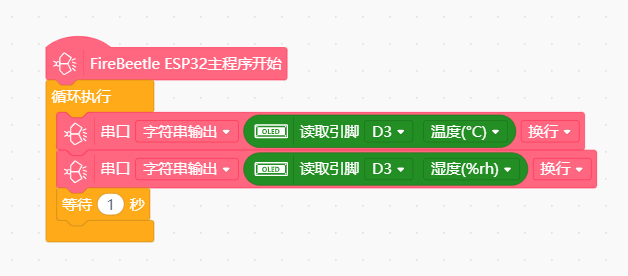 FireBeetle ESP32主程序开始
循环执行
串口 字符串输出 OLED 读取引脚 D3 温度(°C) 换行
串口 字符串输出 OLED 读取引脚 D3 湿度(%rh) 换行
等待 1 秒